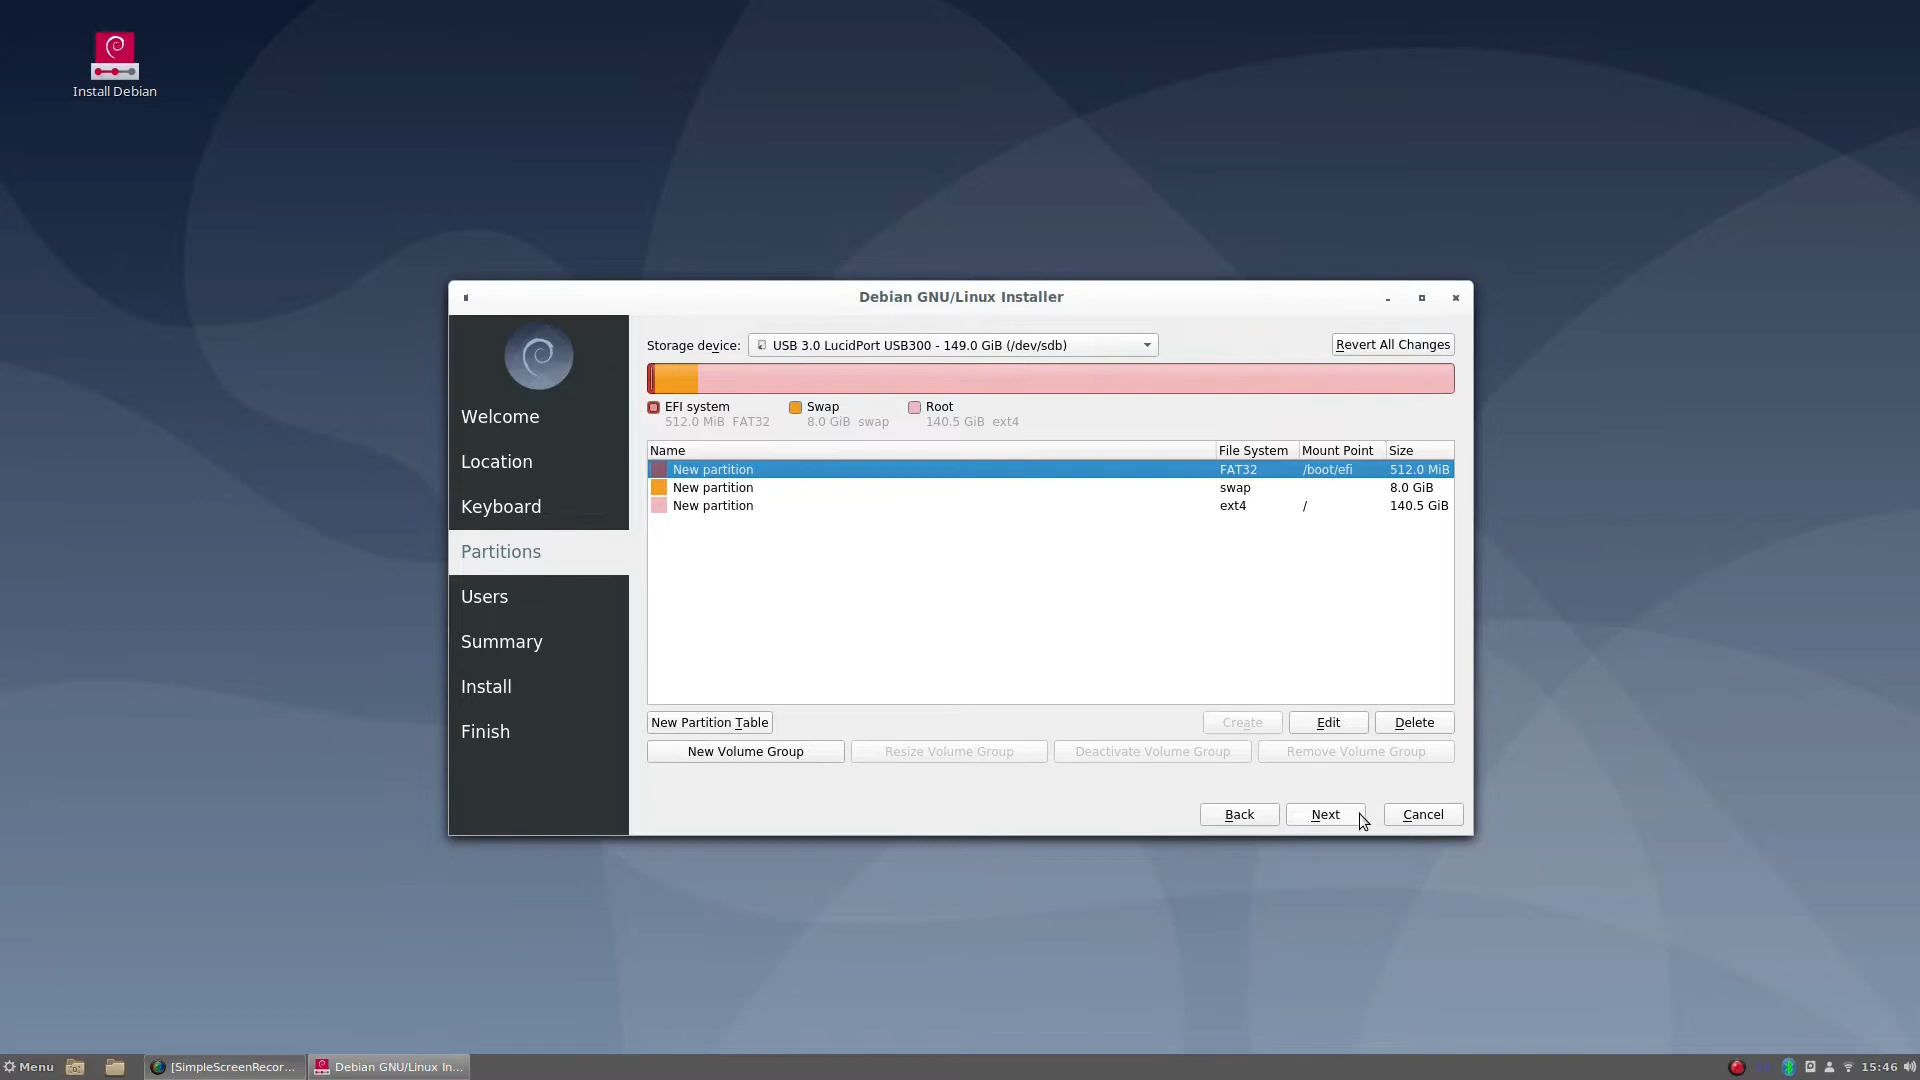 Install Debian
Debian GNU/Linux Installer
Welcome
Location
Keyboard
Partitions
Users
Summary
Install
Finish
Storage device: USB 3.0 LucidPort USB300 - 149.0 GiB (/dev/sdb) Revert All Changes
EFI system Swap Root
512.0 MiB FAT32 8.0 GiB swap 140.5 GiB ext4
Name File System Mount Point Size
New partition FAT32 /boot/efi 512.0 MiB
New partition swap 8.0 GiB
New partition ext4 / 140.5 GiB
New Partition Table Create Edit Delete
New Volume Group Resize Volume Group Deactivate Volume Group Remove Volume Group
Back Next Cancel
Menu [SimpleScreenRecor... Debian GNU/Linux In... 15:46